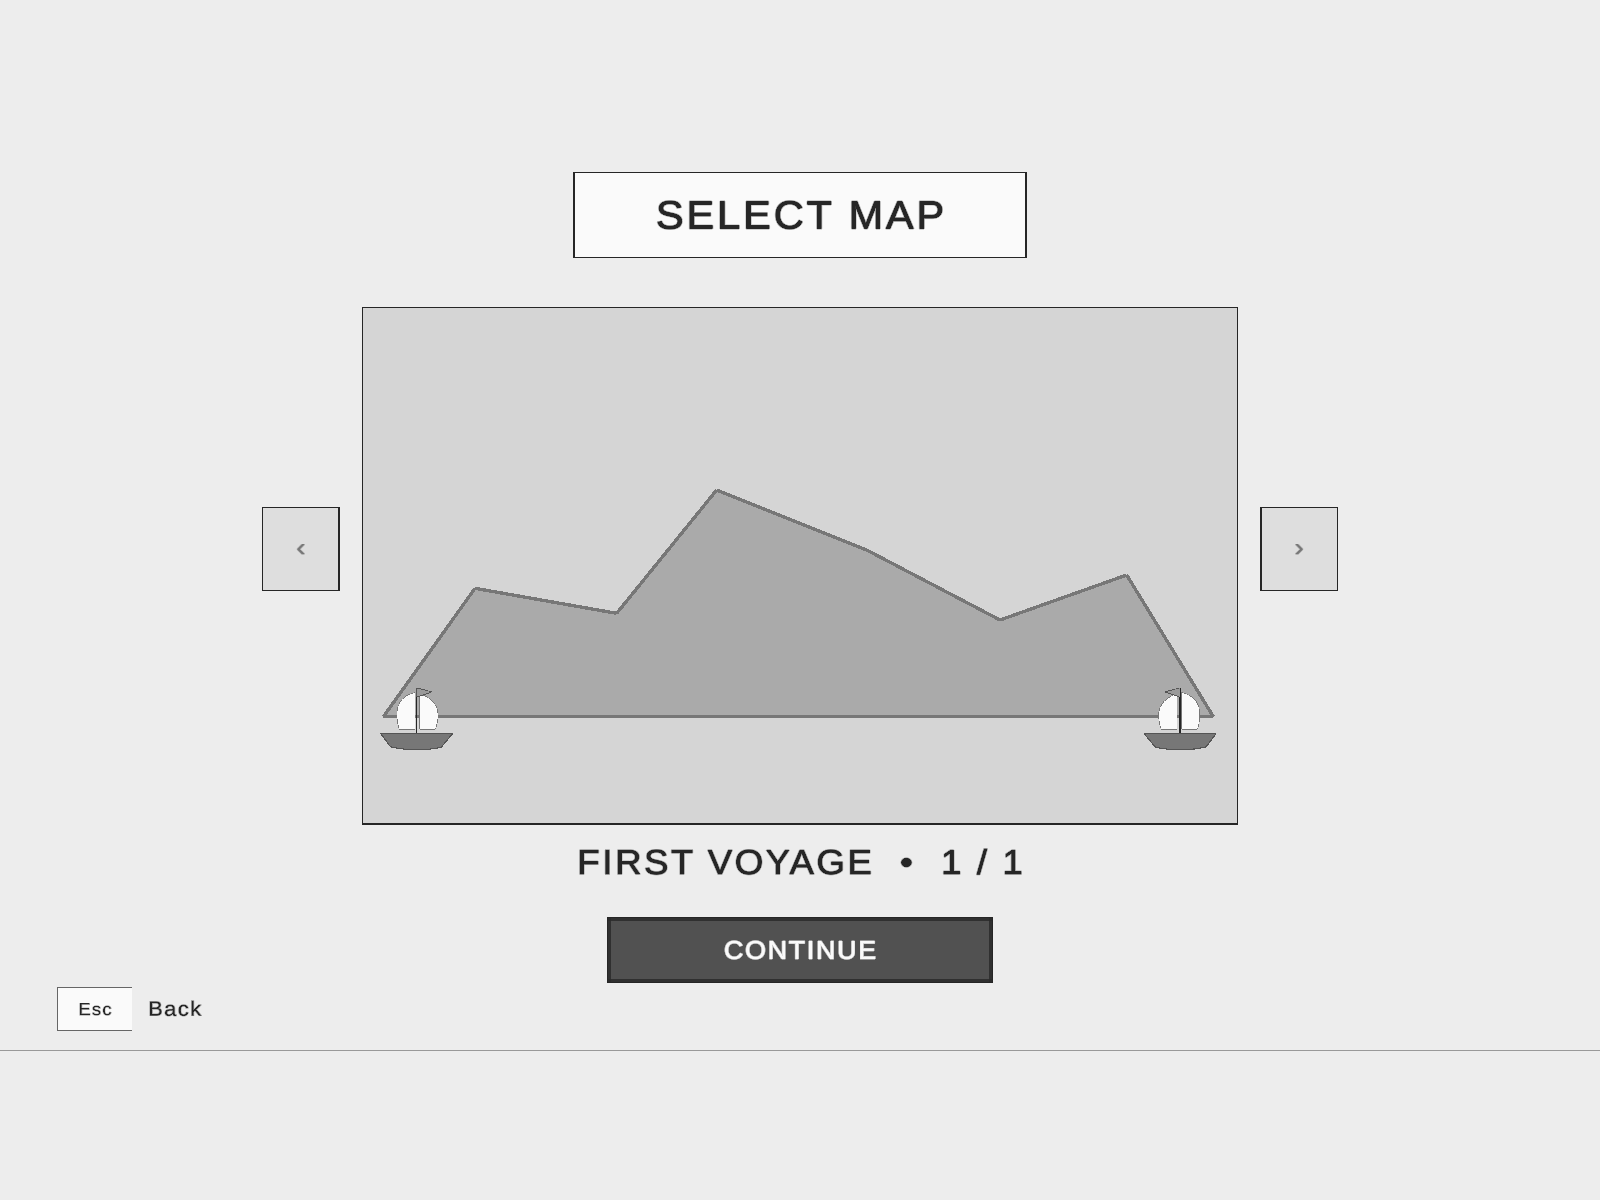 SELECT MAP
‹
›
FIRST VOYAGE • 1 / 1
CONTINUE
Esc Back